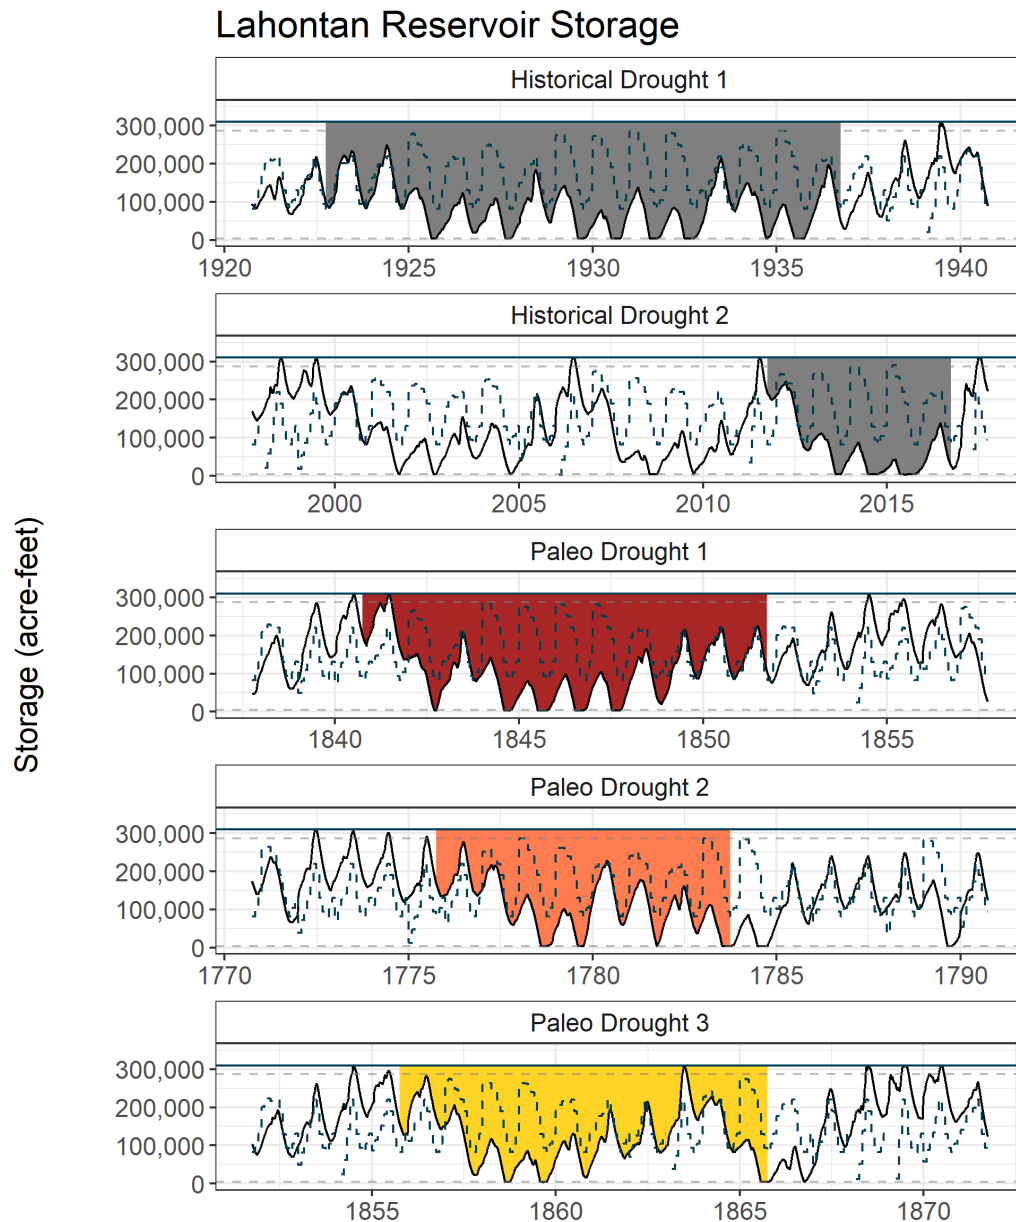 Lahontan Reservoir Storage
Historical Drought 1
300,000
200,000
100,000
0
1920 1925 1930 1935 1940
Historical Drought 2
300,000
200,000
100,000
0
2000 2005 2010 2015
Storage (acre-feet)
Paleo Drought 1
300,000
200,000
100,000
0
1840 1845 1850 1855
Paleo Drought 2
300,000
200,000
100,000
0
1770 1775 1780 1785 1790
Paleo Drought 3
300,000
200,000
100,000
0
1855 1860 1865 1870